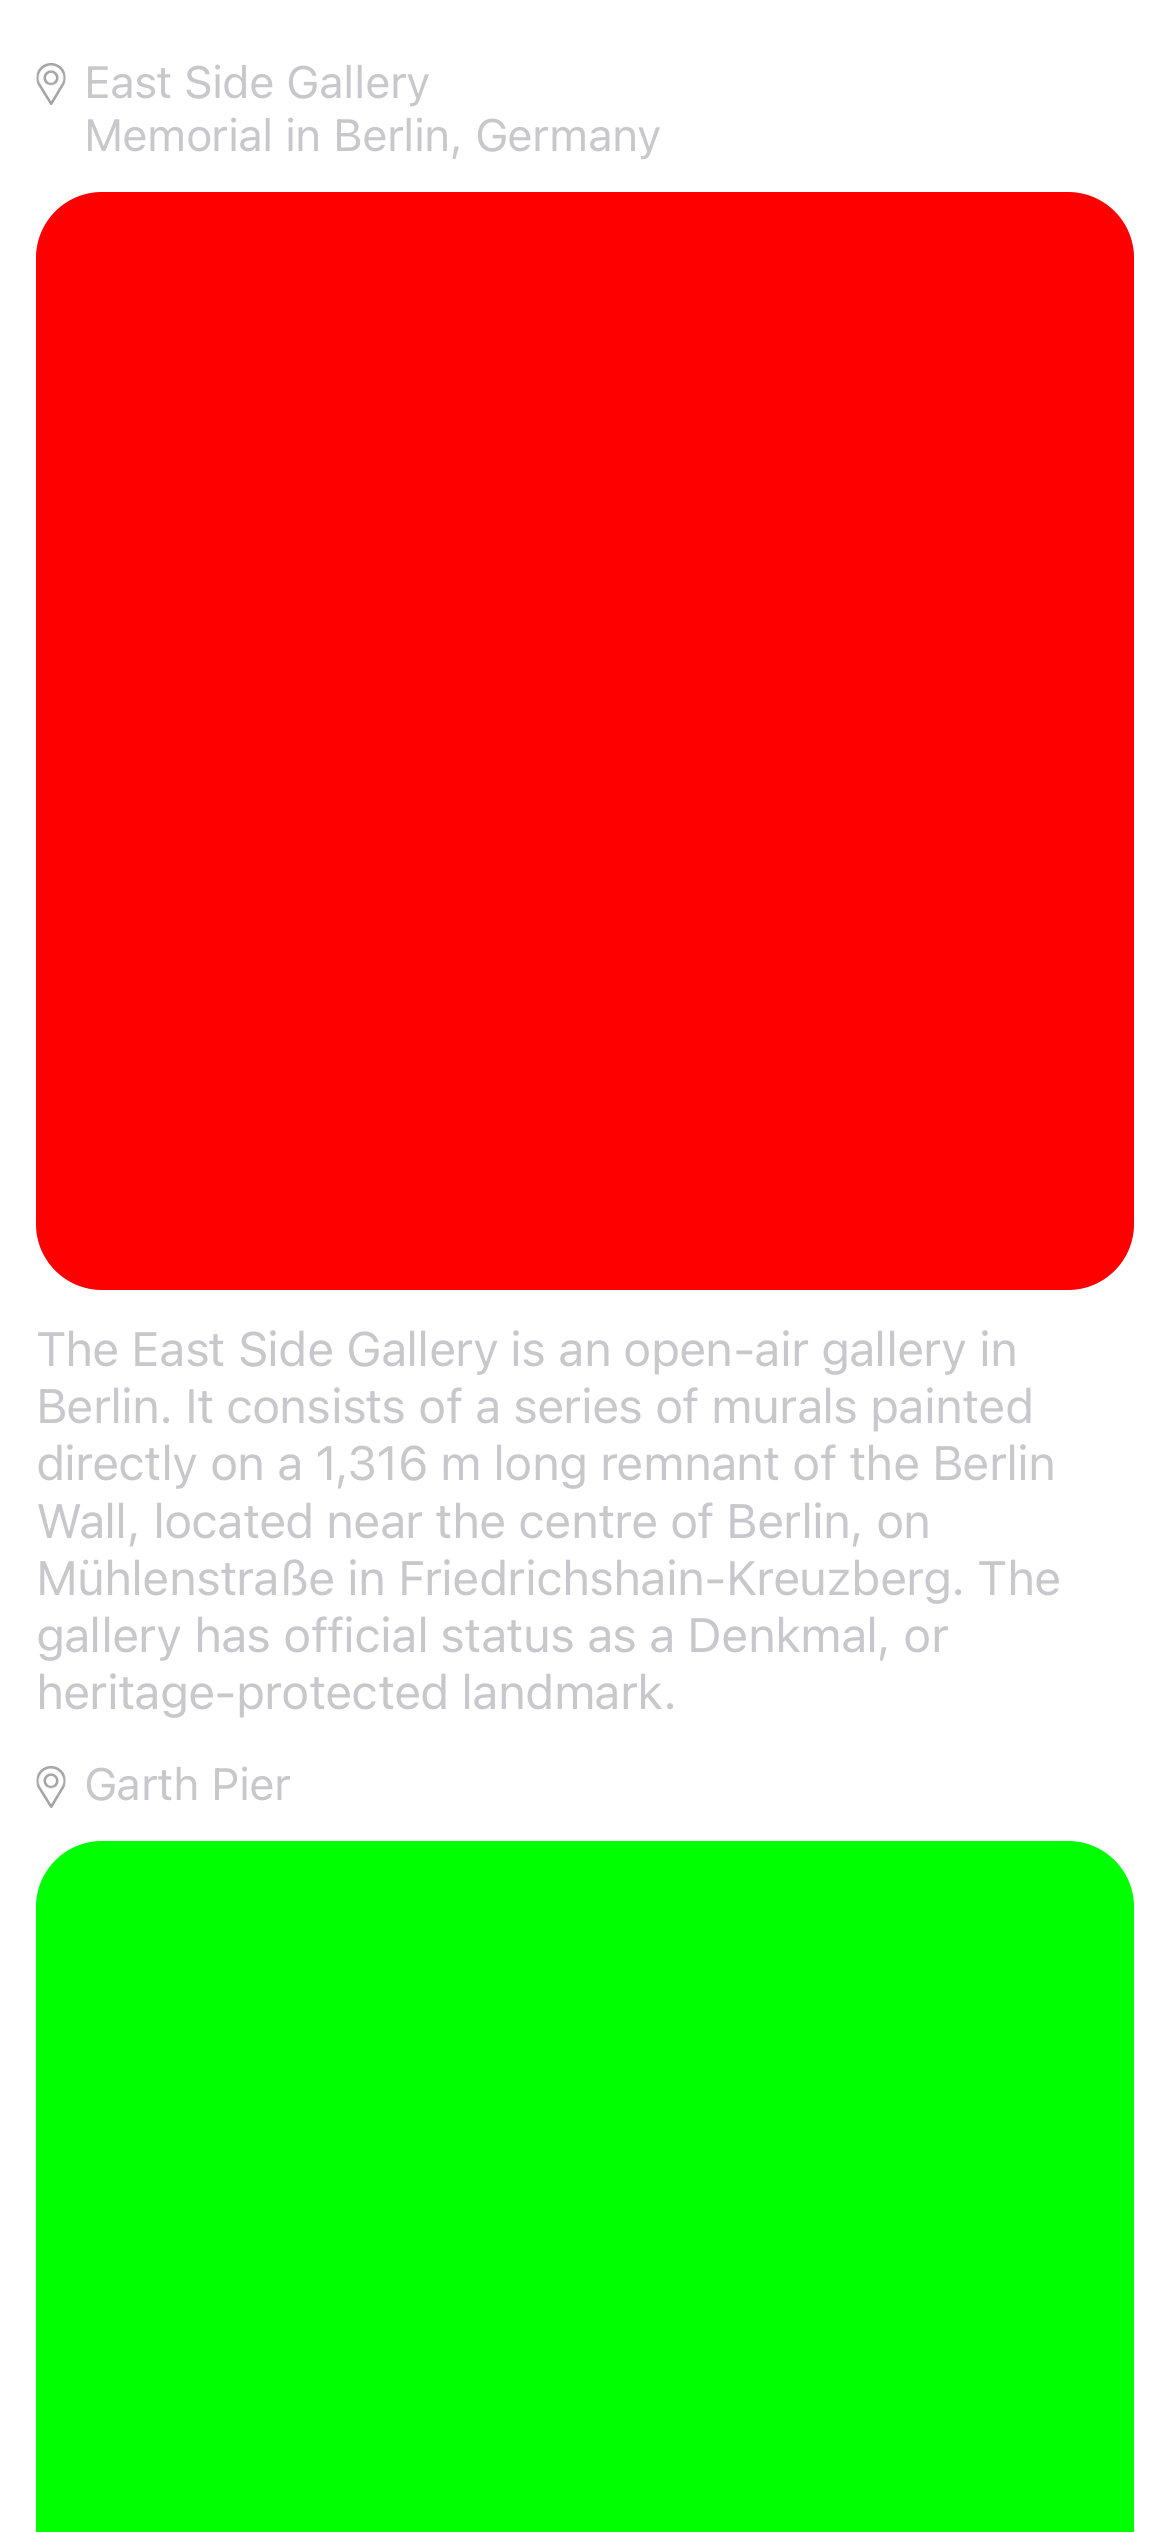 East Side Gallery
Memorial in Berlin, Germany
The East Side Gallery is an open-air gallery in
Berlin. It consists of a series of murals painted
directly on a 1,316 m long remnant of the Berlin
Wall, located near the centre of Berlin, on
Mühlenstraße in Friedrichshain-Kreuzberg. The
gallery has official status as a Denkmal, or
heritage-protected landmark.
Garth Pier